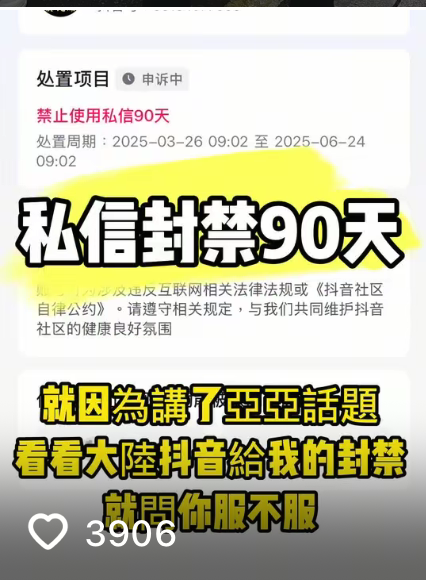 处置项目 申诉中
禁止使用私信90天
处置周期：2025-03-26 09:02 至 2025-06-24
09:02
私信封禁90天
涉及违反互联网相关法律法规或《抖音社区
自律公约》。请遵守相关规定，与我们共同维护抖音
社区的健康良好氛围
就因為講了亞亞話題
看看大陸抖音給我的封禁
就問你服不服
3906